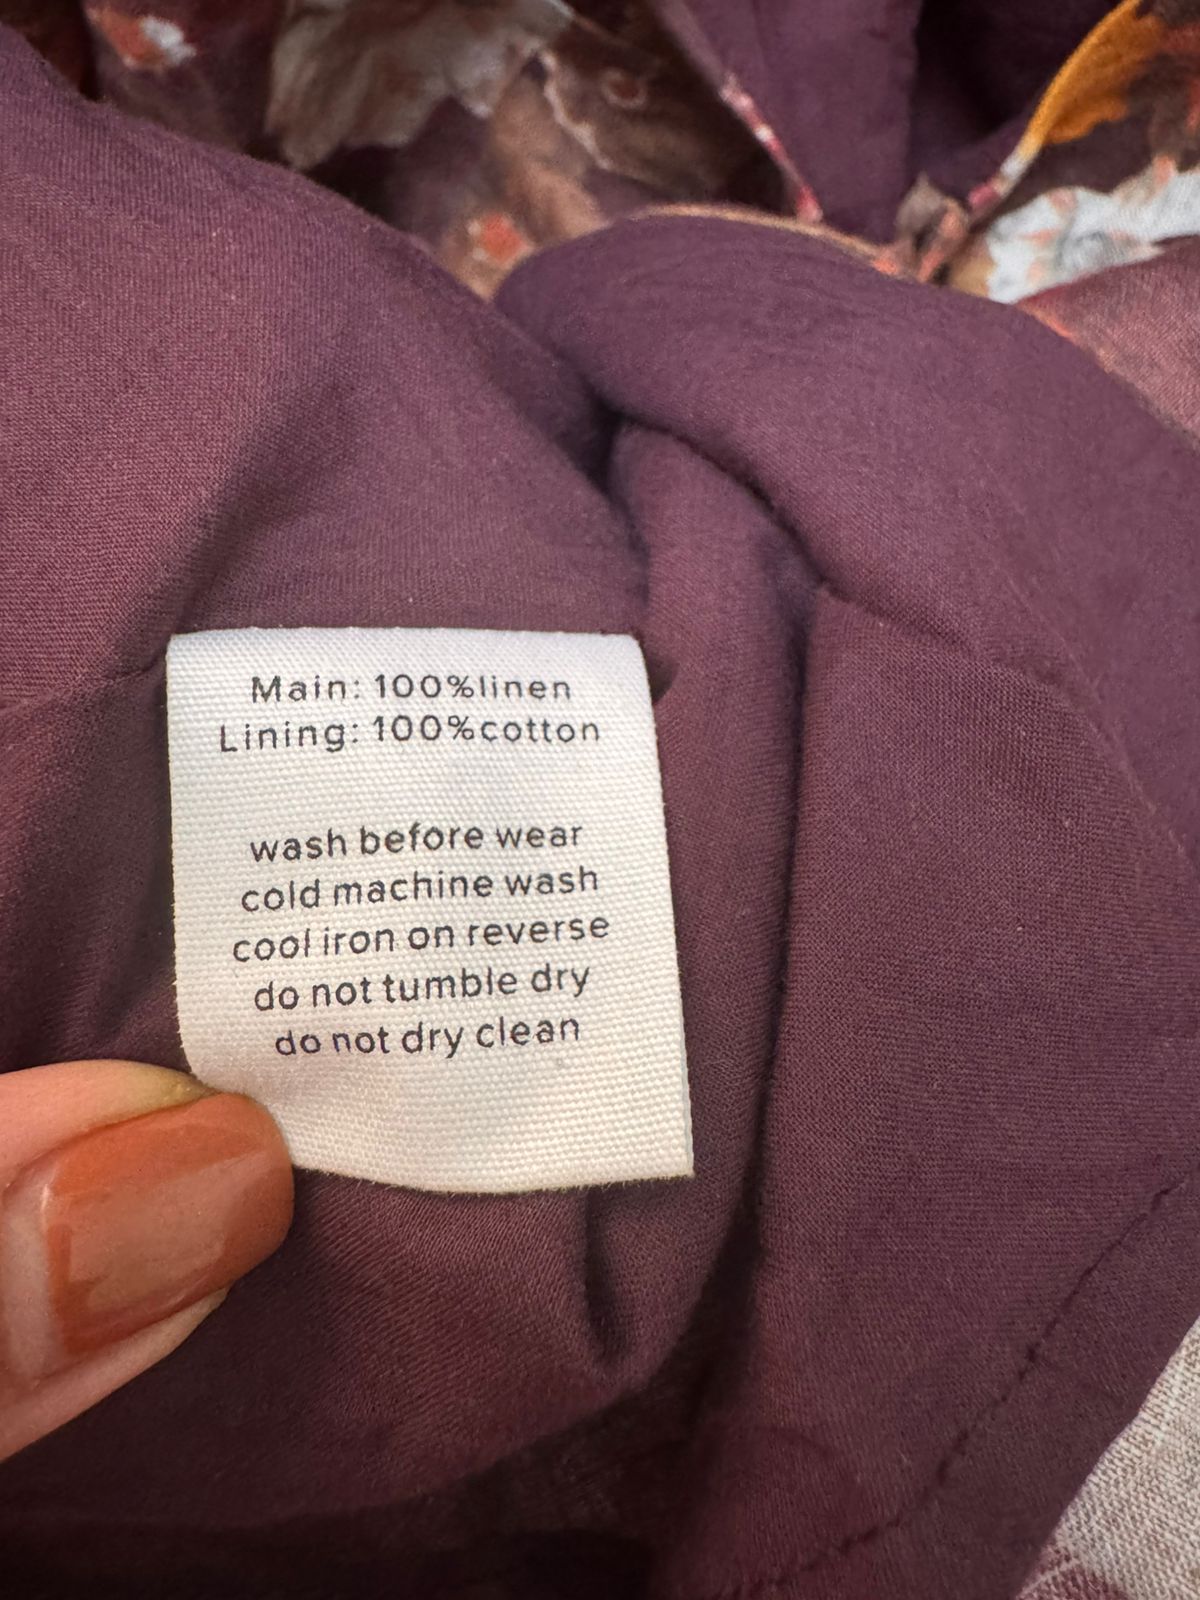 Main: 100%linen
Lining: 100%cotton
wash before wear
cold machine wash
cool iron on reverse
do not tumble dry
do not dry clean